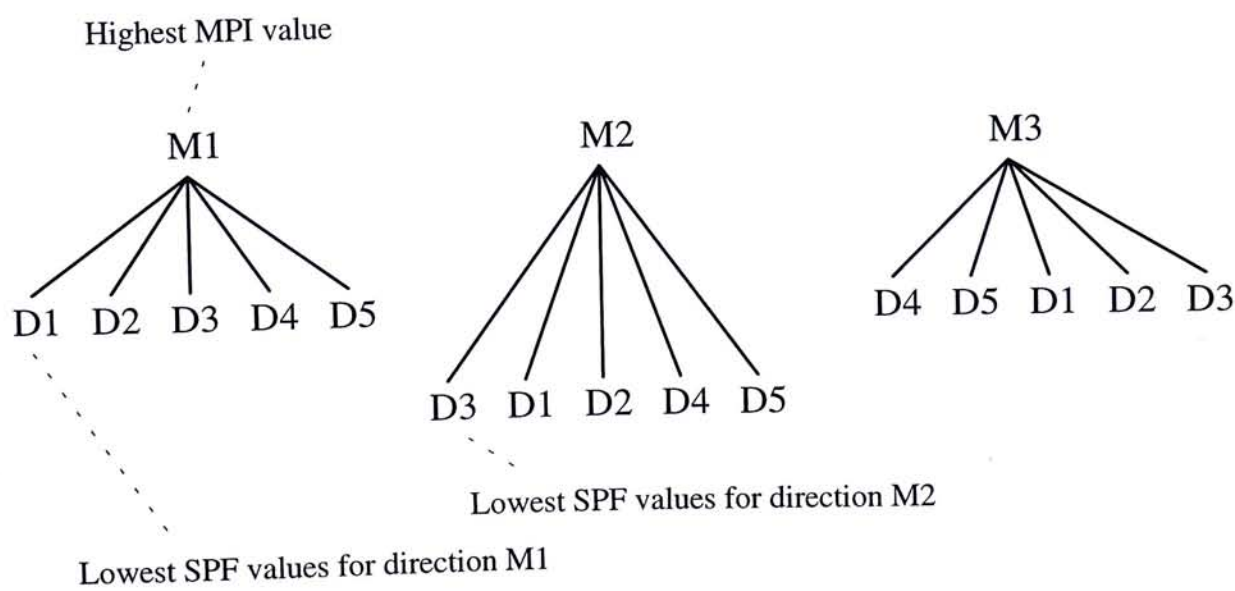 Highest MPI value
M1
M2
M3
D1 D2 D3 D4 D5
D3 D1 D2 D4 D5
D4 D5 D1 D2 D3
Lowest SPF values for direction M2
Lowest SPF values for direction M1